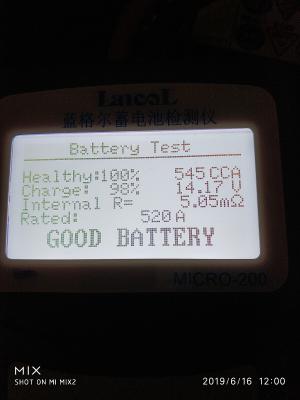 Lancol
蓝格尔蓄电池检测仪
Battery Test
Healthy:100% 545 CCA
Charge: 98% 14.17 V
Internal R= 5.05mΩ
Rated: 520 A
GOOD BATTERY
MICRO-200
MIX
SHOT ON MI MIX2
2019/6/16 12:00